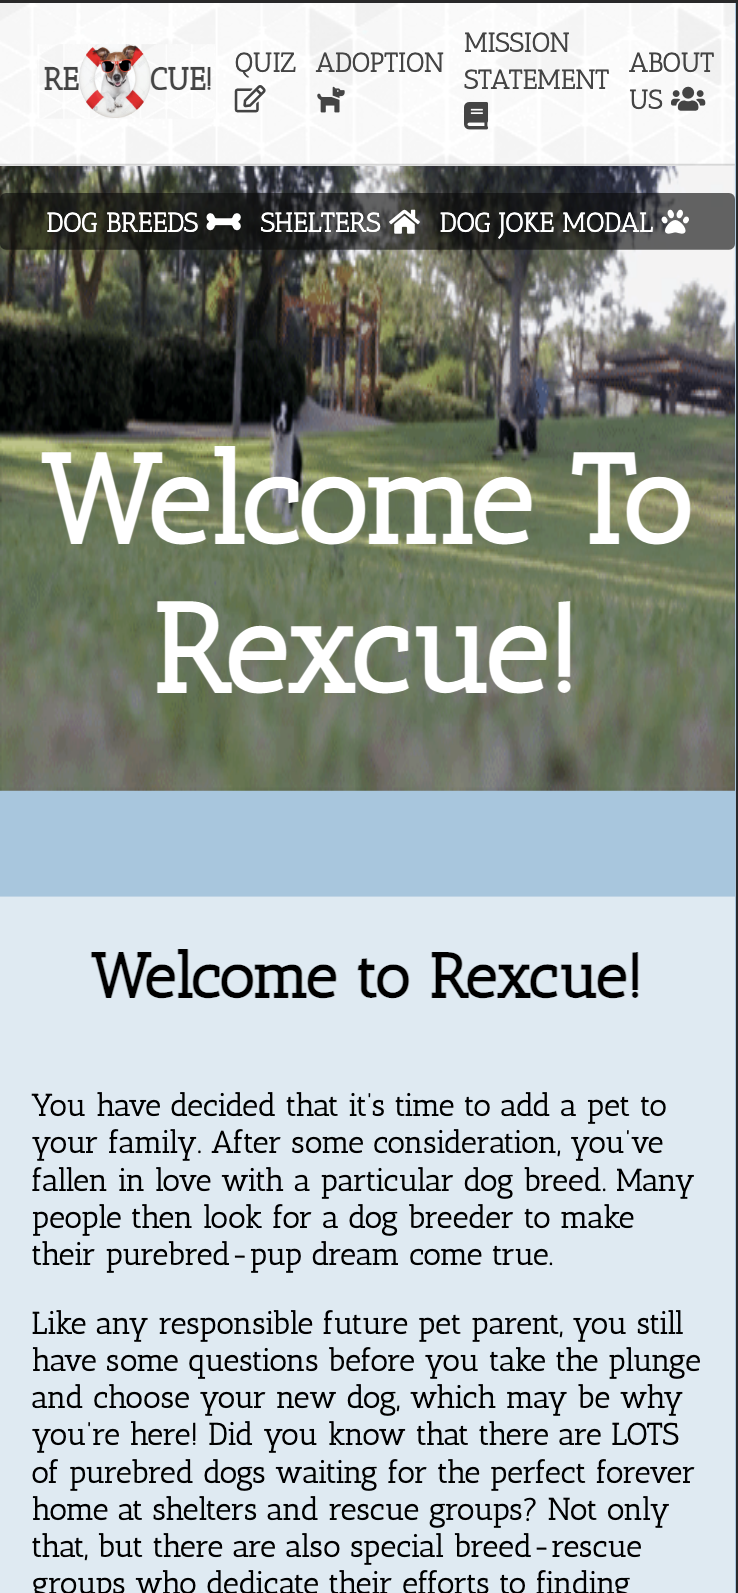 RE CUE!
QUIZ
ADOPTION
MISSION
STATEMENT
ABOUT
US
DOG BREEDS SHELTERS DOG JOKE MODAL
Welcome To
Rexcue!
Welcome to Rexcue!
You have decided that it's time to add a pet to
your family. After some consideration, you've
fallen in love with a particular dog breed. Many
people then look for a dog breeder to make
their purebred-pup dream come true.
Like any responsible future pet parent, you still
have some questions before you take the plunge
and choose your new dog, which may be why
you're here! Did you know that there are LOTS
of purebred dogs waiting for the perfect forever
home at shelters and rescue groups? Not only
that, but there are also special breed-rescue
groups who dedicate their efforts to finding